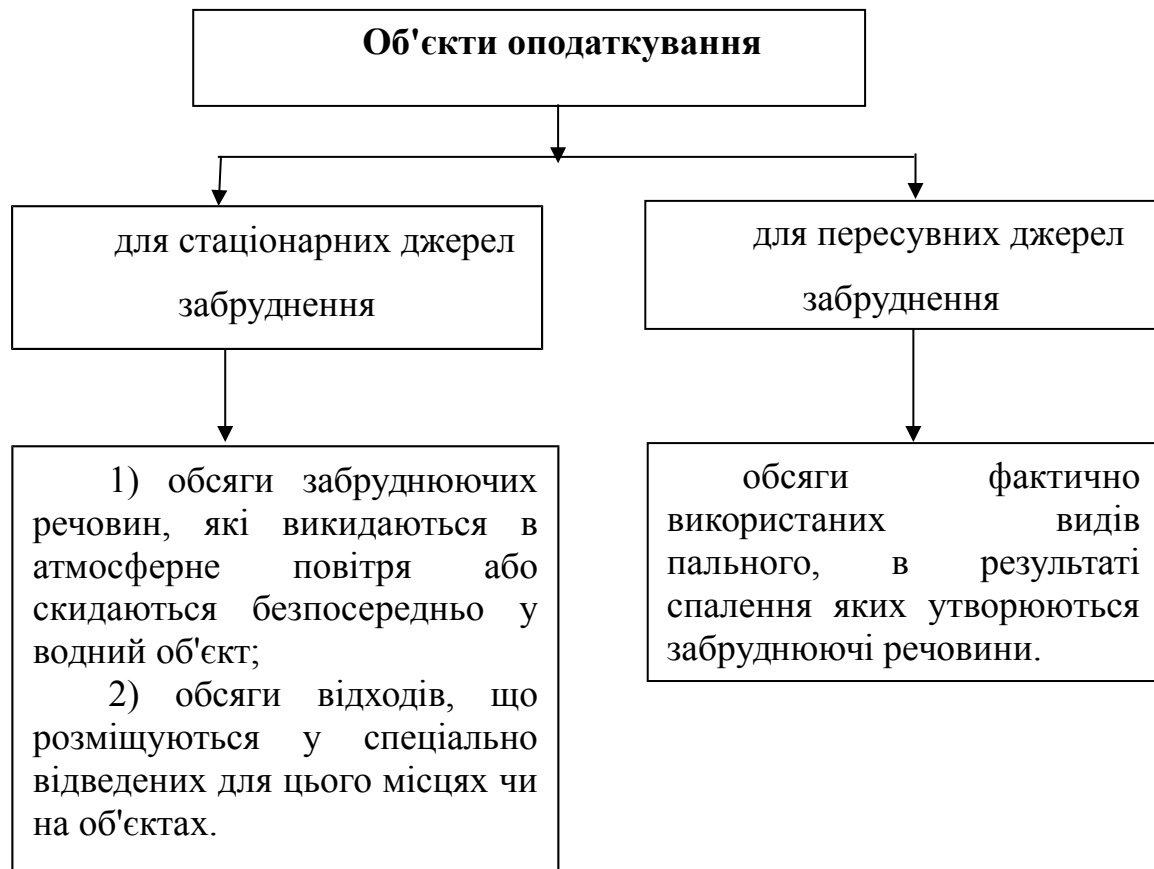 Об'єкти оподаткування
для стаціонарних джерел
забруднення
для пересувних джерел
забруднення
1) обсяги забруднюючих
речовин, які викидаються в
атмосферне повітря або
скидаються безпосередньо у
водний об'єкт;
2) обсяги відходів, що
розміщуються у спеціально
відведених для цього місцях чи
на об'єктах.
обсяги фактично
використаних видів
пального, в результаті
спалення яких утворюються
забруднюючі речовини.